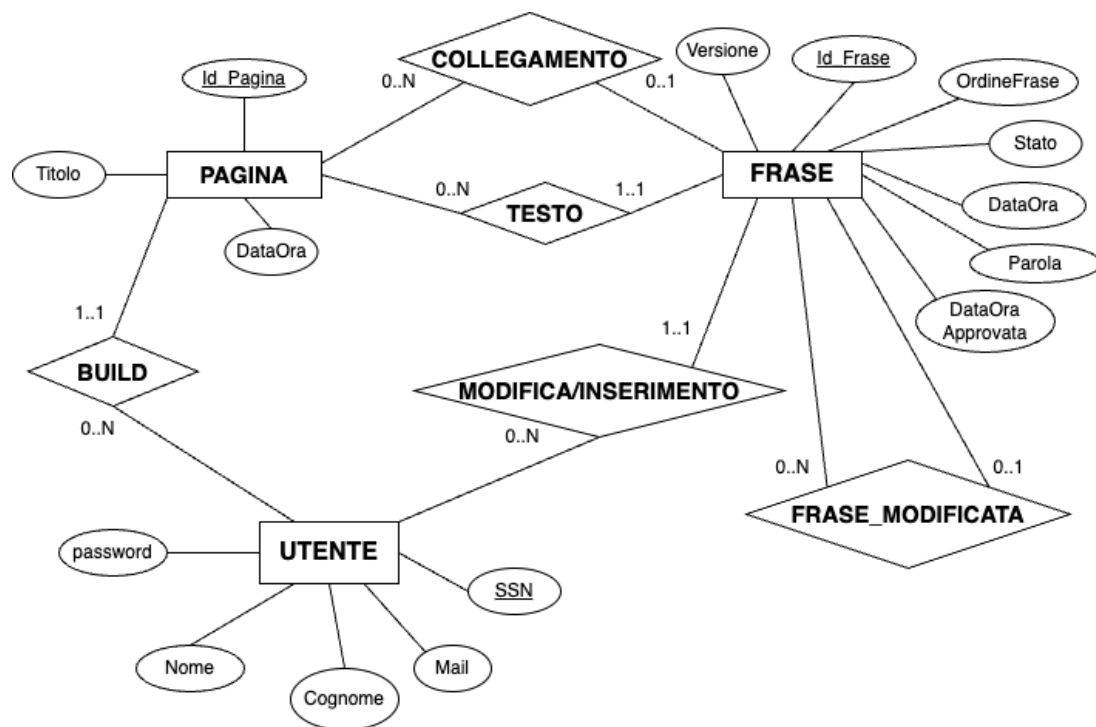 COLLEGAMENTO
Versione
Id_Frase
Id_Pagina
0..N
0..1
OrdineFrase
Stato
Titolo
PAGINA
FRASE
0..N
1..1
TESTO
DataOra
DataOra
Parola
DataOra
Approvata
1..1
1..1
BUILD
MODIFICA/INSERIMENTO
0..N
0..N
0..N
0..1
FRASE_MODIFICATA
password
UTENTE
SSN
Nome
Mail
Cognome